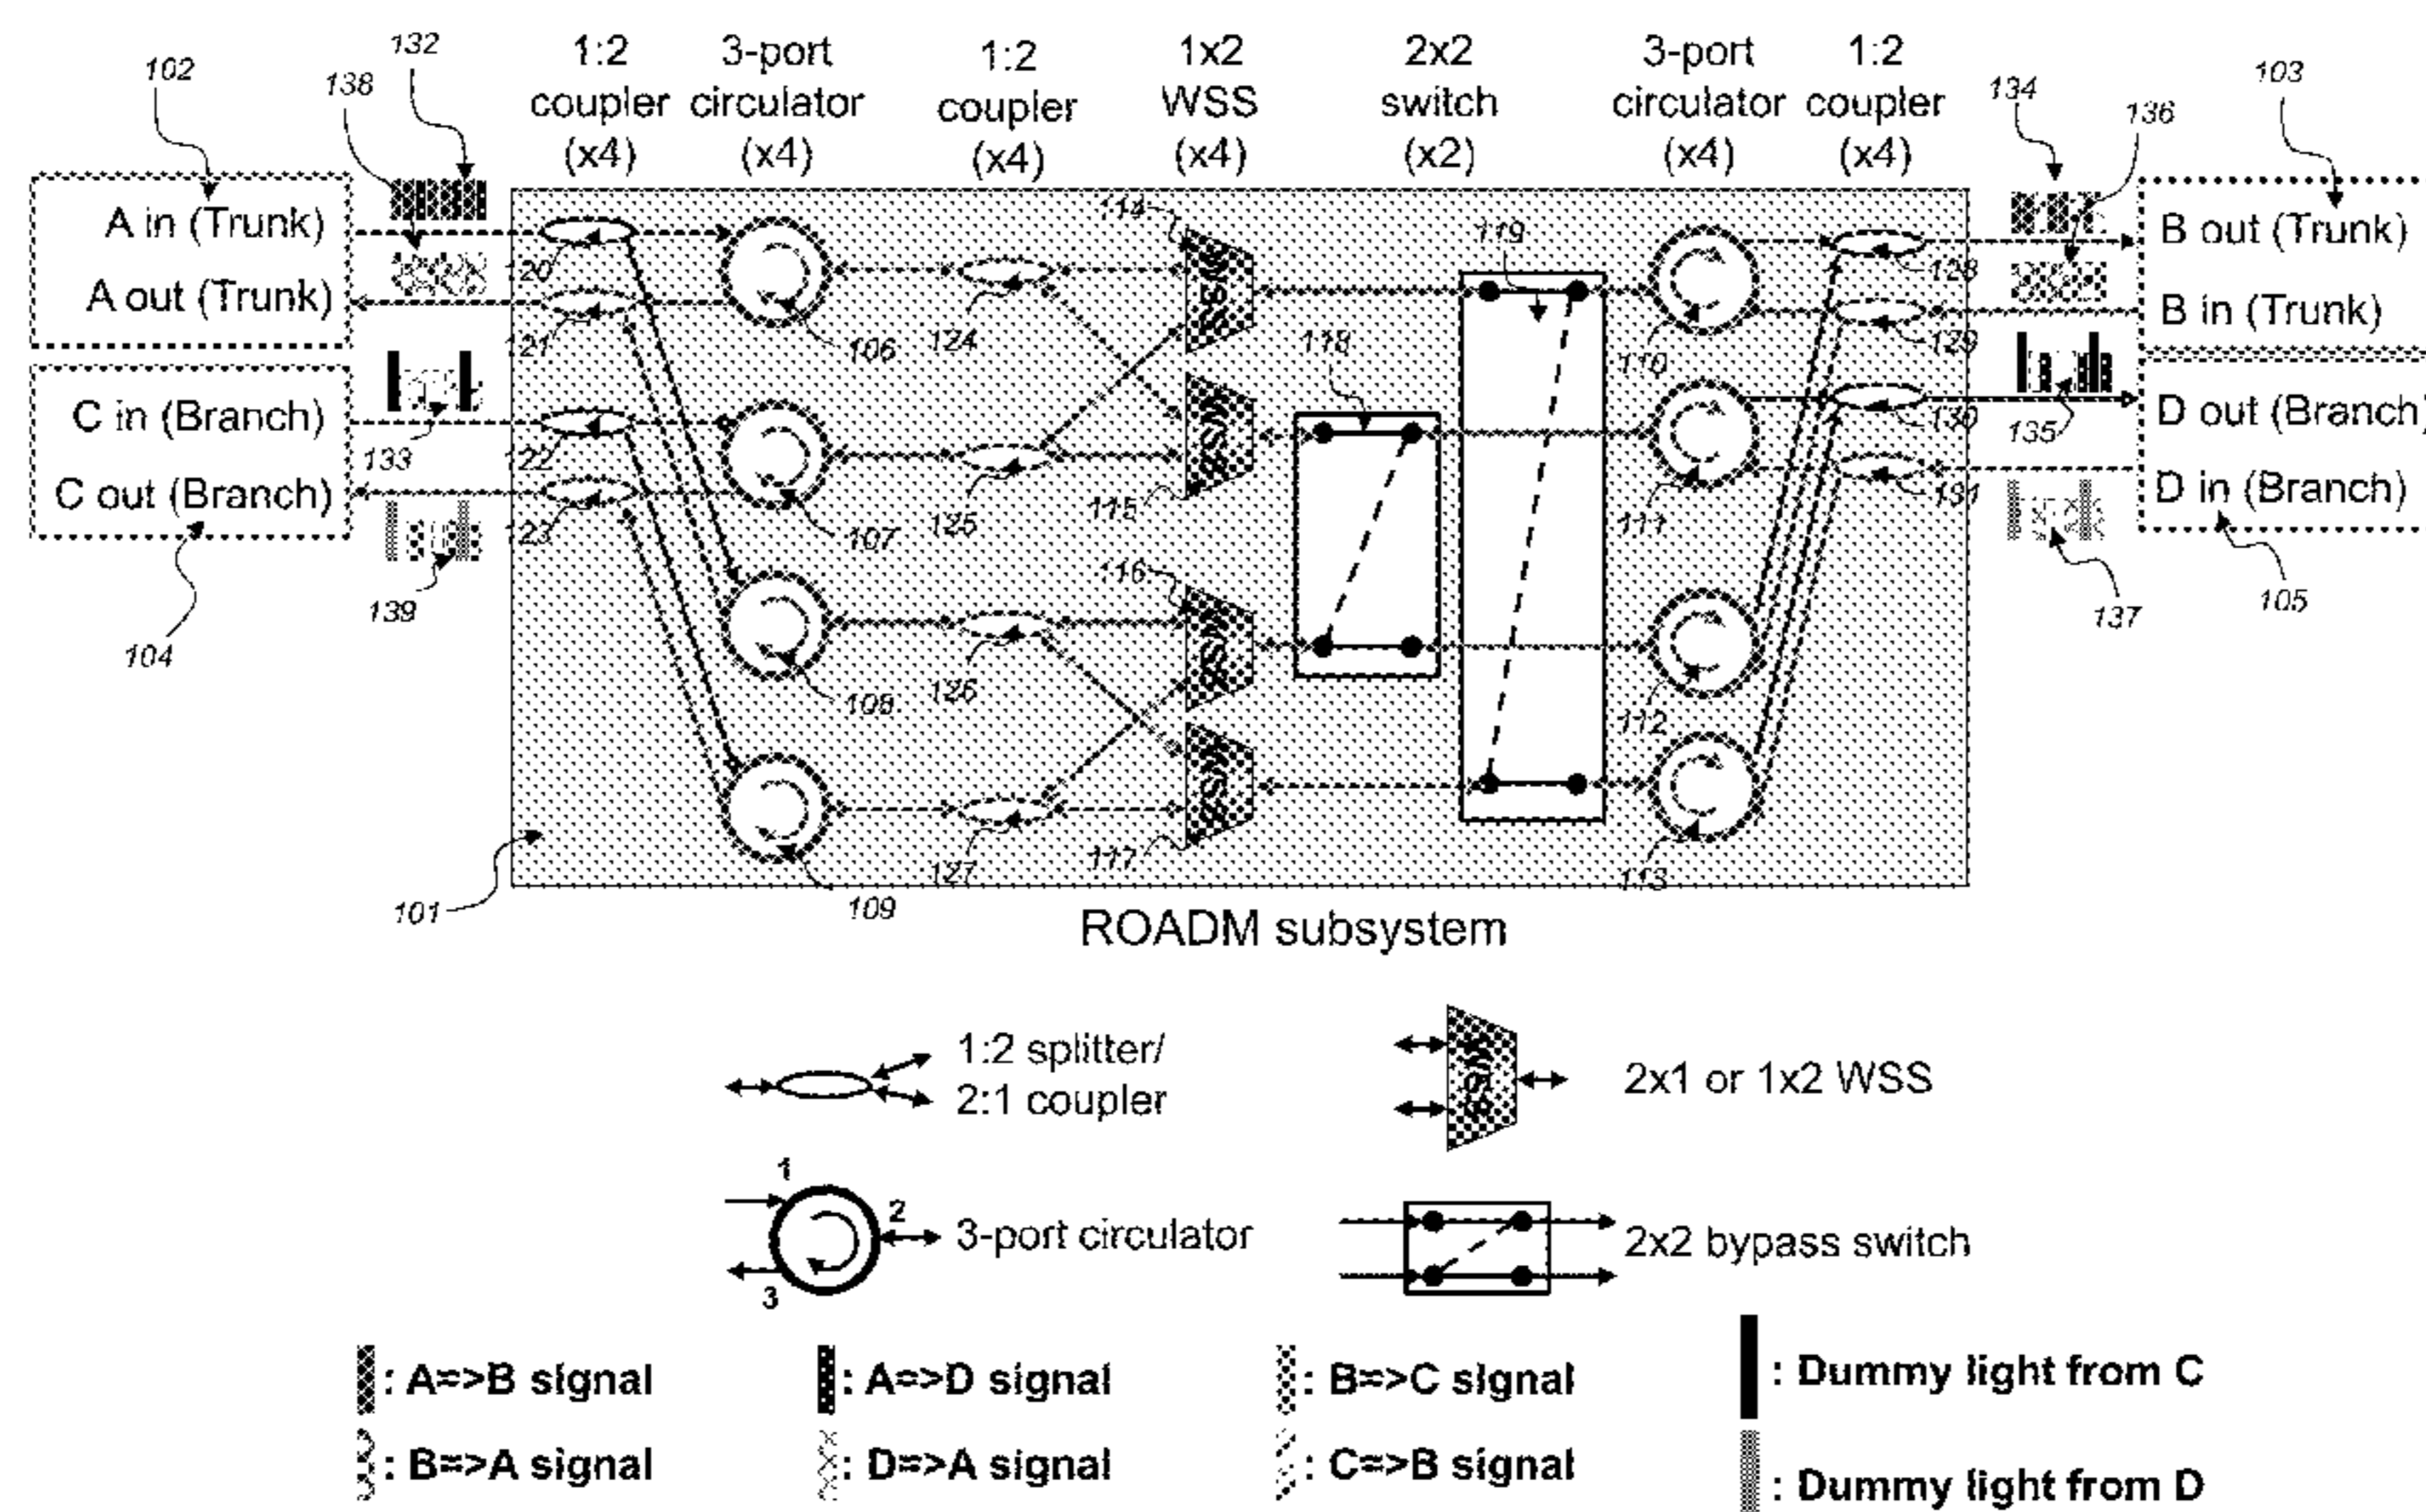 132
102
138
1:2 coupler (x4)
3-port circulator (x4)
1:2 coupler (x4)
1x2 WSS (x4)
2x2 switch (x2)
3-port circulator (x4)
1:2 coupler (x4)
134
136
103
A in (Trunk)
A out (Trunk)
C in (Branch)
C out (Branch)
B out (Trunk)
B in (Trunk)
D out (Branch)
D in (Branch)
133
139
104
135
137
105
120
121
122
123
106
107
108
109
124
125
126
127
114
115
116
117
WSS
WSS
WSS
WSS
118
119
110
111
112
113
128
129
130
131
101
ROADM subsystem
1:2 splitter/
2:1 coupler
WSS
2x1 or 1x2 WSS
1
2
3
3-port circulator
2x2 bypass switch
: A=>B signal
: A=>D signal
: B=>C signal
: Dummy light from C
: B=>A signal
: D=>A signal
: C=>B signal
: Dummy light from D